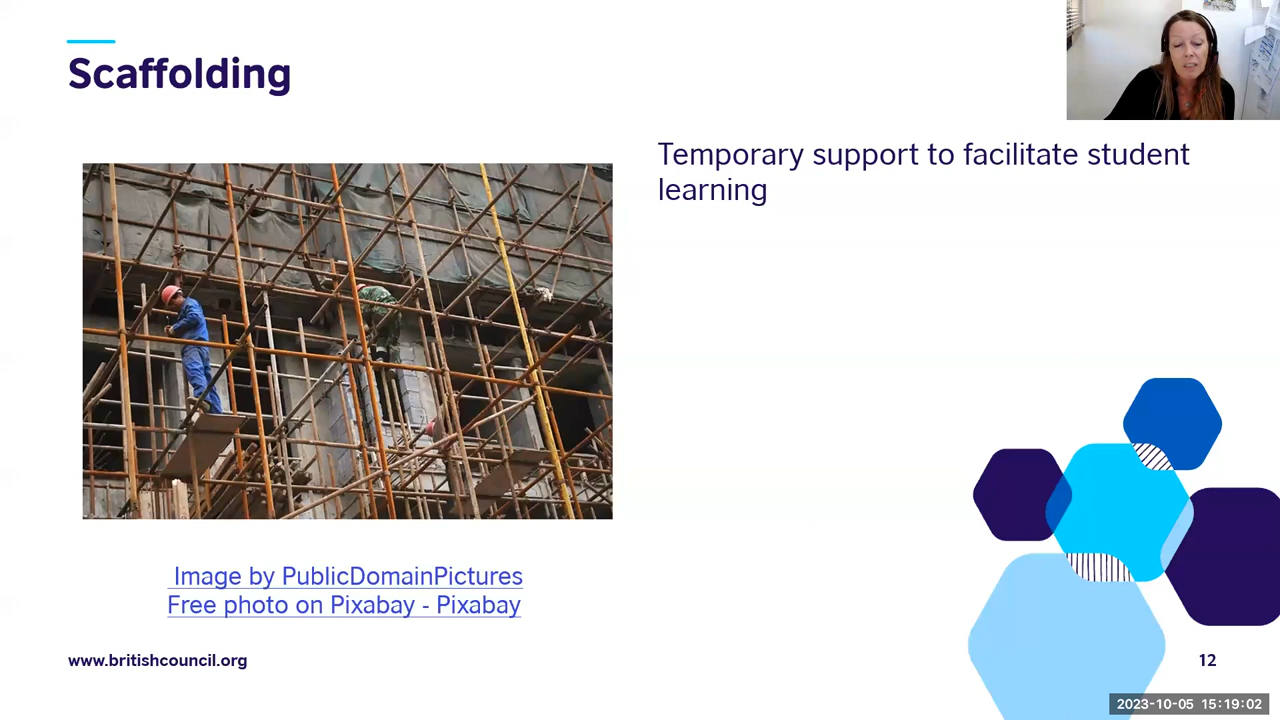 Scaffolding
Temporary support to facilitate student
learning
Image by PublicDomainPictures
Free photo on Pixabay - Pixabay
www.britishcouncil.org
12
2023-10-05 15:19:02